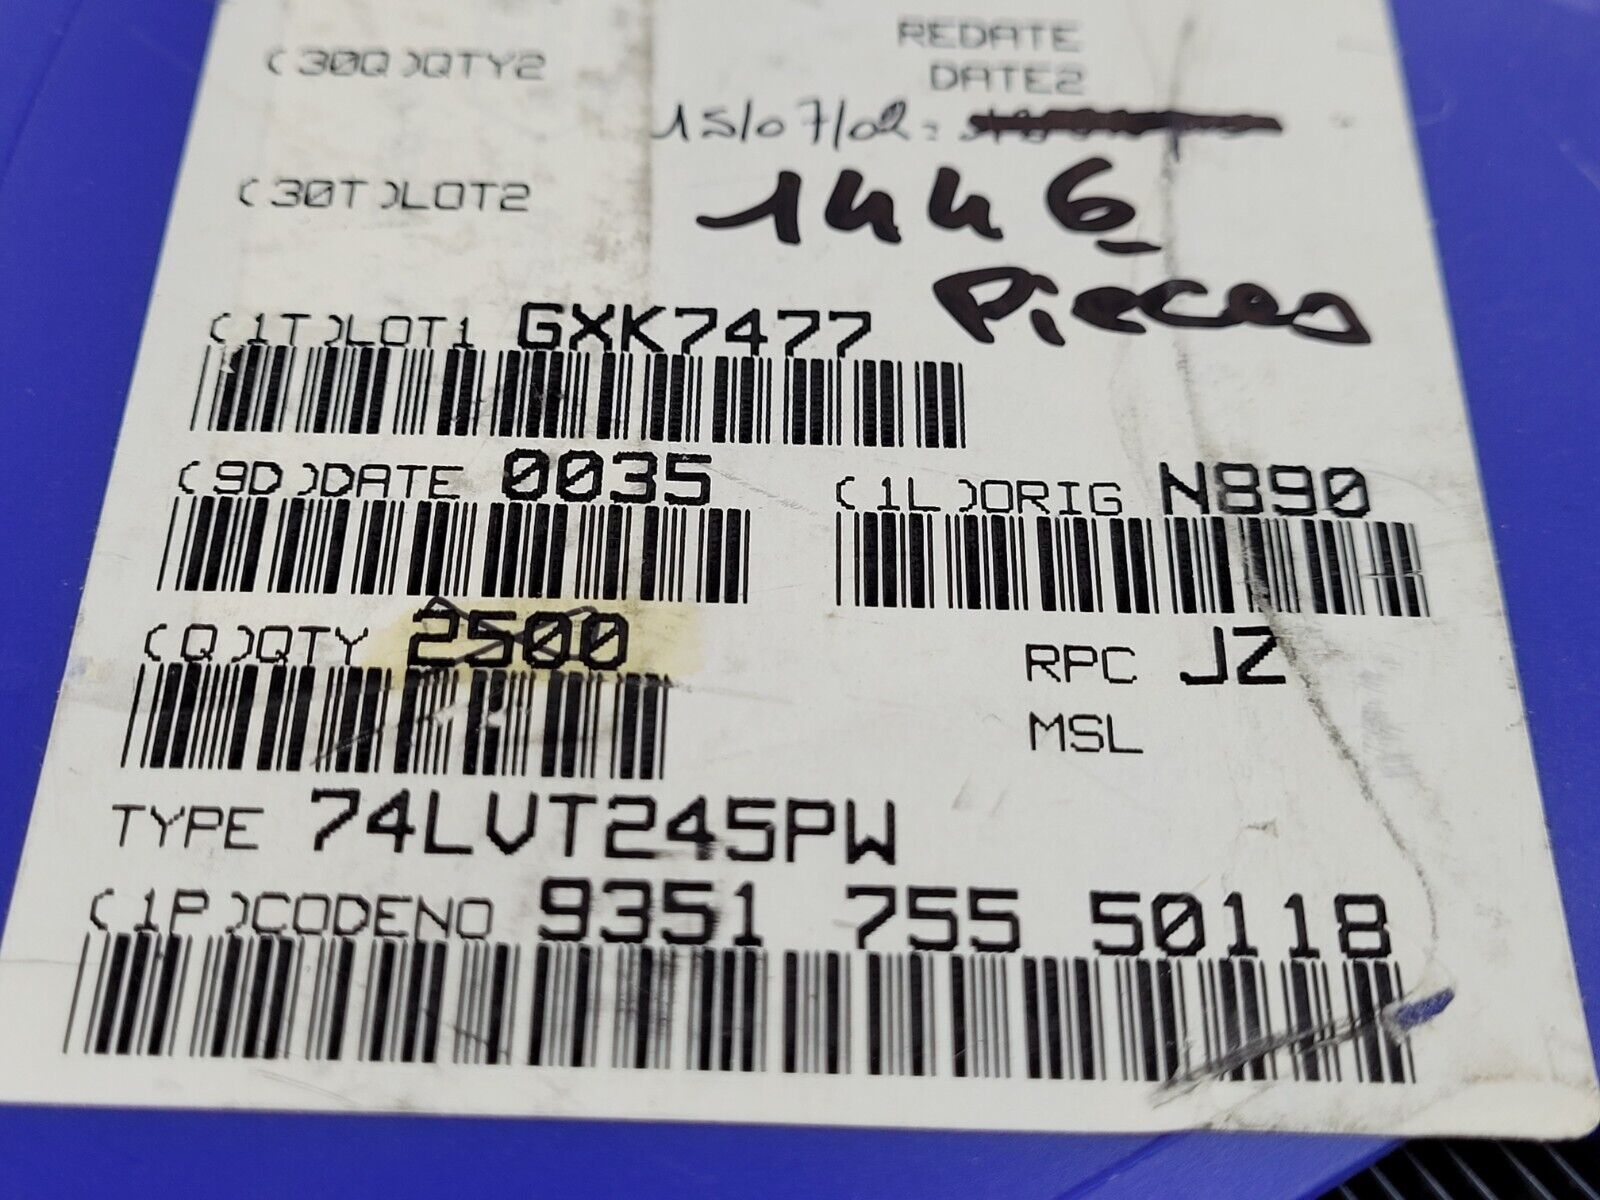 REDATE
(30Q)QTY2
DATE2
15/07/02:
(30T)LOT2
1446
Pieces
(1T)LOT1 GXK7477
(9D)DATE 0035
(1L)ORIG N890
(Q)QTY 2500
RPC JZ
MSL
TYPE 74LVT245PW
(1P)CODENO 9351 755 50118